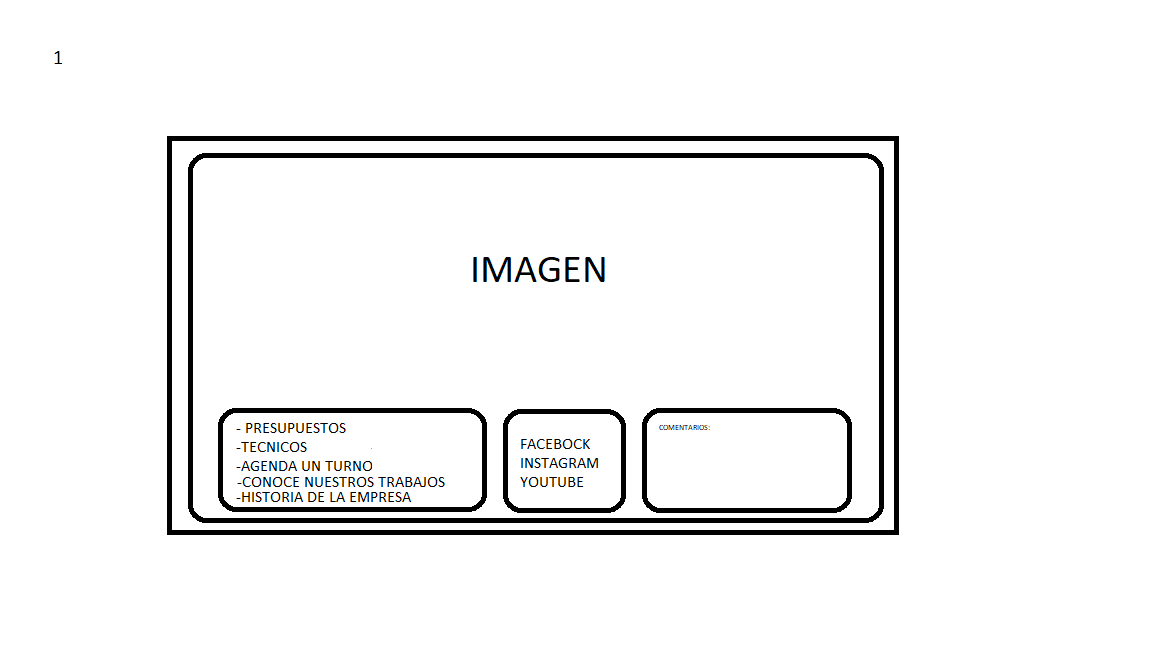 1
IMAGEN
- PRESUPUESTOS
-TECNICOS
-AGENDA UN TURNO
-CONOCE NUESTROS TRABAJOS
-HISTORIA DE LA EMPRESA
FACEBOCK
INSTAGRAM
YOUTUBE
COMENTARIOS: